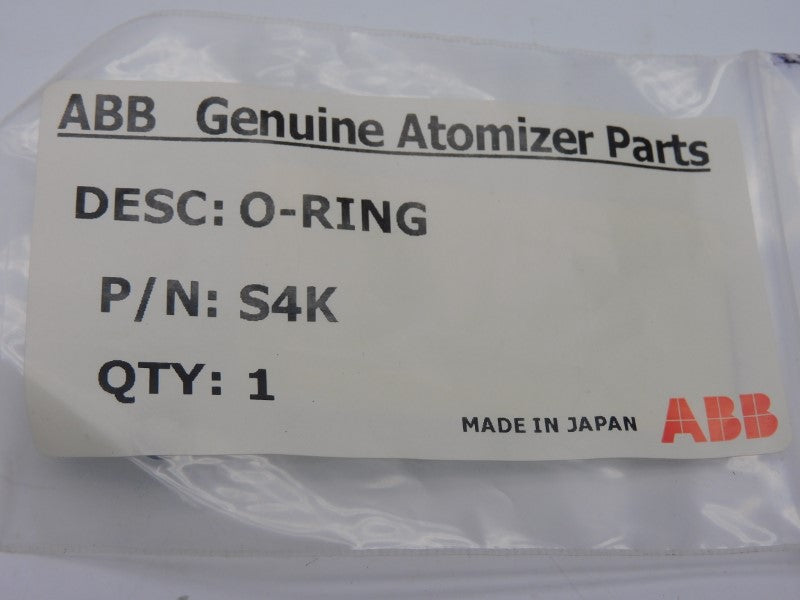 ABB Genuine Atomizer Parts
DESC: O-RING
P/N: S4K
QTY: 1
MADE IN JAPAN ABB